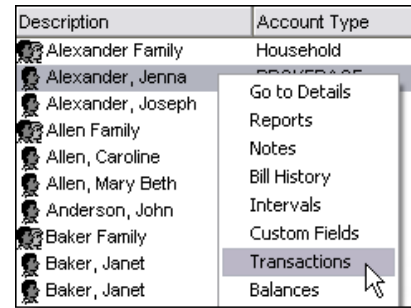 Description Account Type
Alexander Family Household
Alexander, Jenna BROKERAGE
Alexander, Joseph Go to Details
Allen Family Reports
Allen, Caroline Notes
Allen, Mary Beth Bill History
Anderson, John Intervals
Baker Family Custom Fields
Baker, Janet Transactions
Baker, Janet Balances